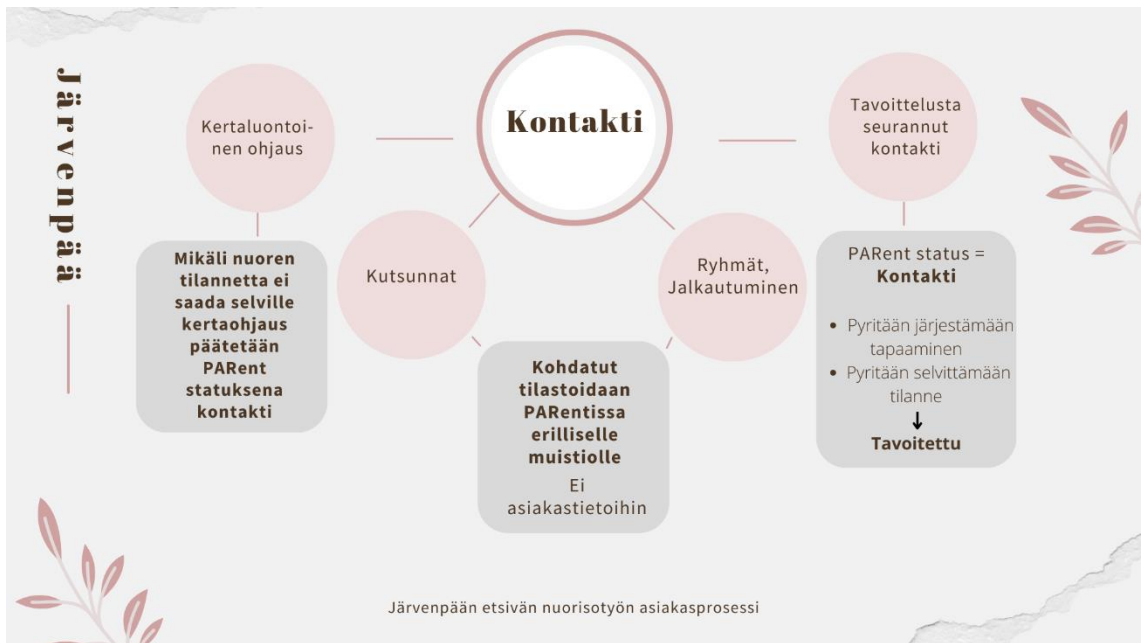 Järvenpää
Kontakti
Kertaluontoi-
nen ohjaus
Mikäli nuoren
tilannetta ei
saada selville
kertaohjaus
päätetään
PARent
statuksena
kontakti
Kutsunnat
Ryhmät,
Jalkautuminen
Kohdatut
tilastoidaan
PARentissa
erilliselle
muistiolle
Ei
asiakastietoihin
Tavoittelusta
seurannut
kontakti
PARent status =
Kontakti
• Pyritään järjestämään
tapaaminen
• Pyritään selvittämään
tilanne
↓
Tavoitettu
Järvenpään etsivän nuorisotyön asiakasprosessi